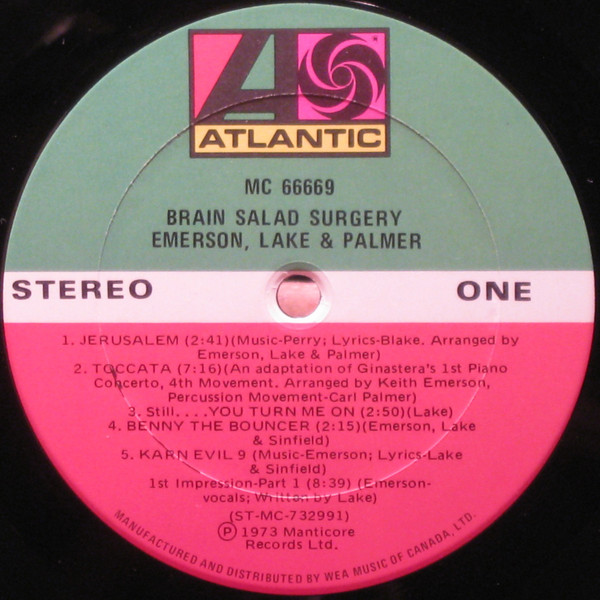 ATLANTIC
MC 66669
BRAIN SALAD SURGERY
EMERSON, LAKE & PALMER
STEREO
ONE
1. JERUSALEM (2:41)(Music-Perry; Lyrics-Blake. Arranged by
Emerson, Lake & Palmer)
2. TOCCATA (7:16)(An adaptation of Ginastera's 1st Piano
Concerto, 4th Movement. Arranged by Keith Emerson,
Percussion Movement-Carl Palmer)
3. Still....YOU TURN ME ON (2:50)(Lake)
4. BENNY THE BOUNCER (2:15)(Emerson, Lake
& Sinfield)
5. KARN EVIL 9 (Music-Emerson; Lyrics-Lake
& Sinfield)
1st Impression-Part 1 (8:39) (Emerson-
vocals; Written by Lake)
(ST-MC-732991)
Ⓟ 1973 Manticore
Records Ltd.
MANUFACTURED AND DISTRIBUTED BY WEA MUSIC OF CANADA, LTD.